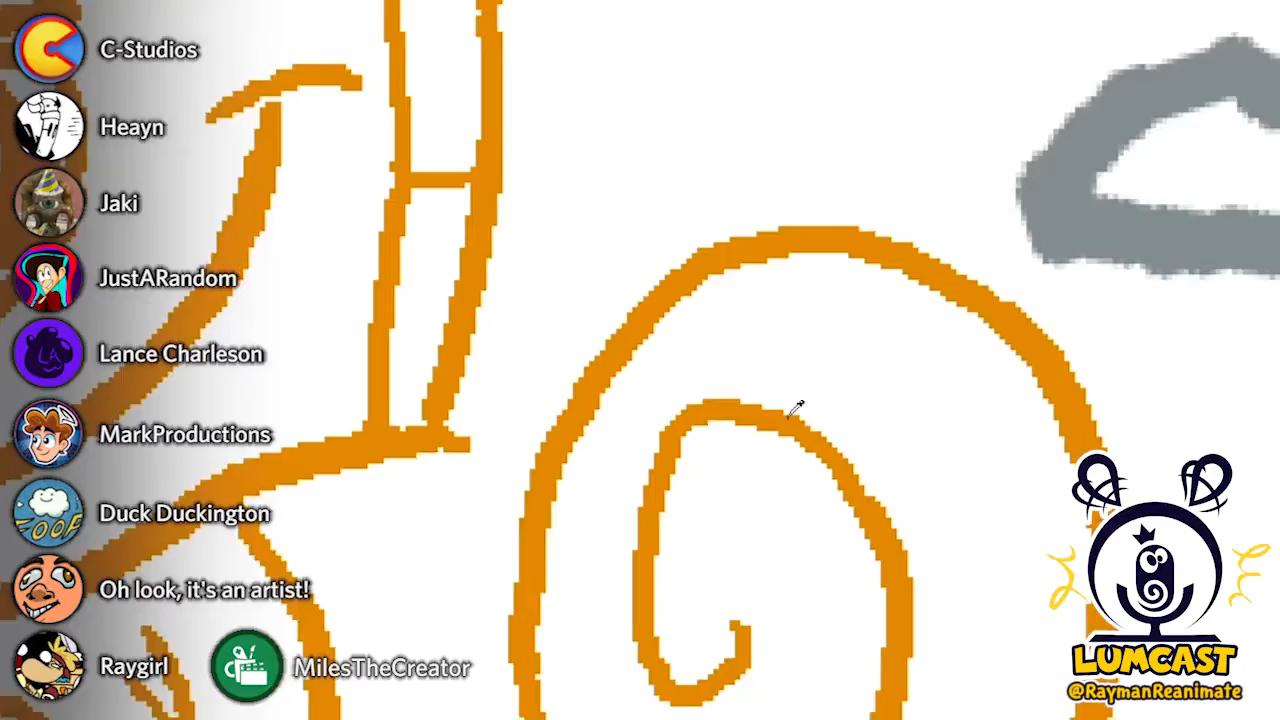 C-Studios
Heayn
Jaki
JustARandom
Lance Charleson
MarkProductions
Duck Duckington
Oh look, it's an artist!
Raygirl
MilesTheCreator
LUMCAST
@RaymanReanimate